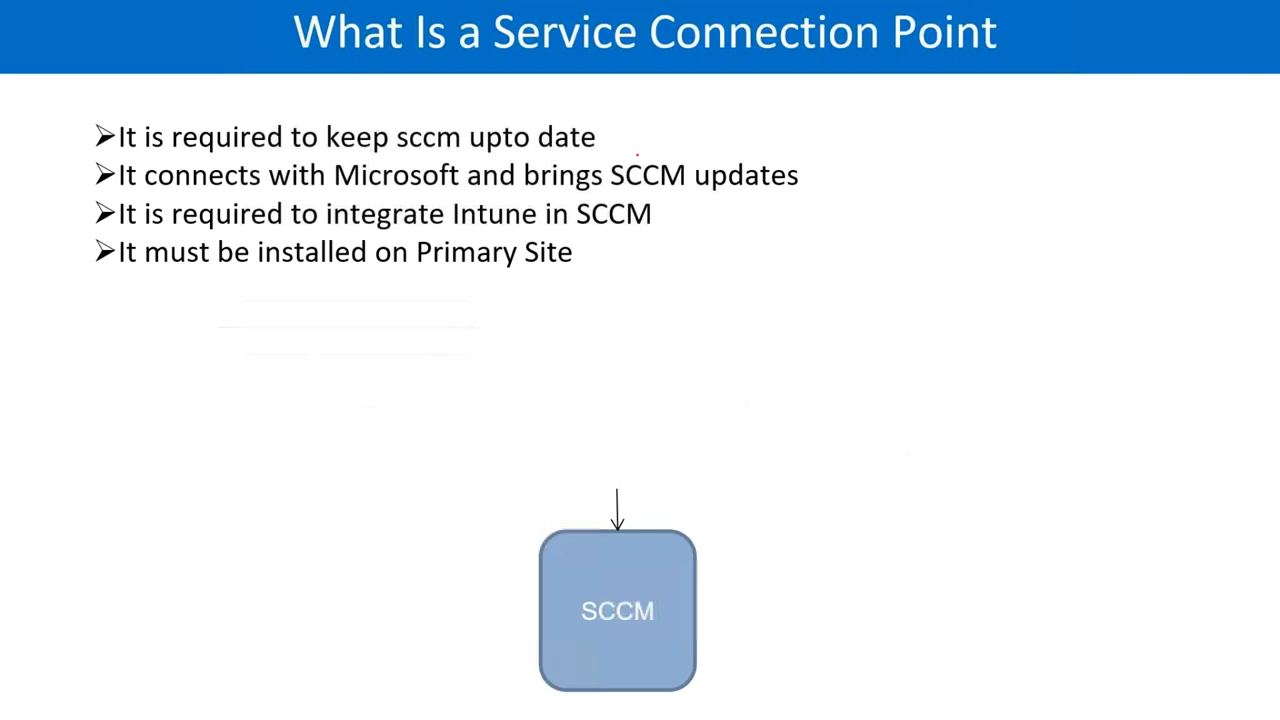 What Is a Service Connection Point
➢It is required to keep sccm upto date
➢It connects with Microsoft and brings SCCM updates
➢It is required to integrate Intune in SCCM
➢It must be installed on Primary Site
SCCM